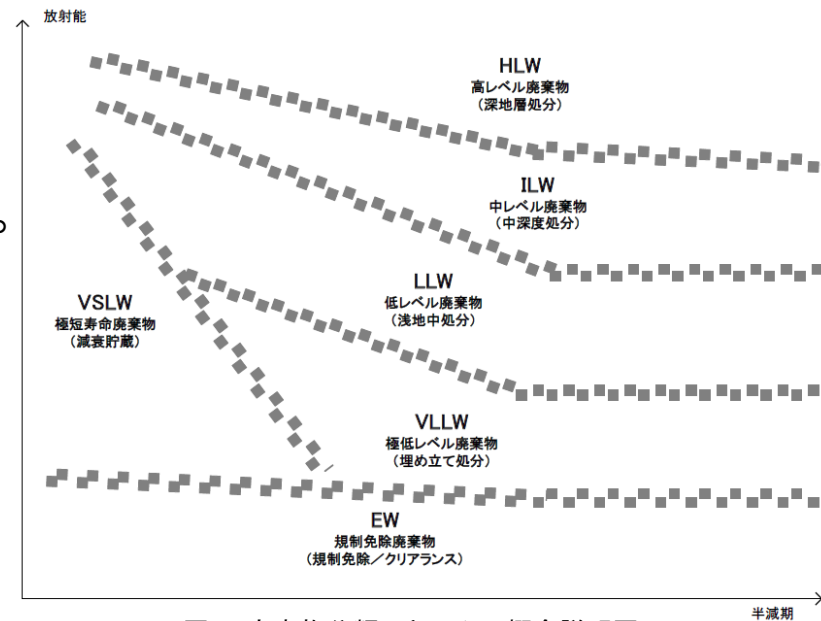 放射能
HLW
高レベル廃棄物
（深地層処分）
ILW
中レベル廃棄物
（中深度処分）
LLW
低レベル廃棄物
（浅地中処分）
VSLW
極短寿命廃棄物
（減衰貯蔵）
VLLW
極低レベル廃棄物
（埋め立て処分）
EW
規制免除廃棄物
（規制免除／クリアランス）
半減期